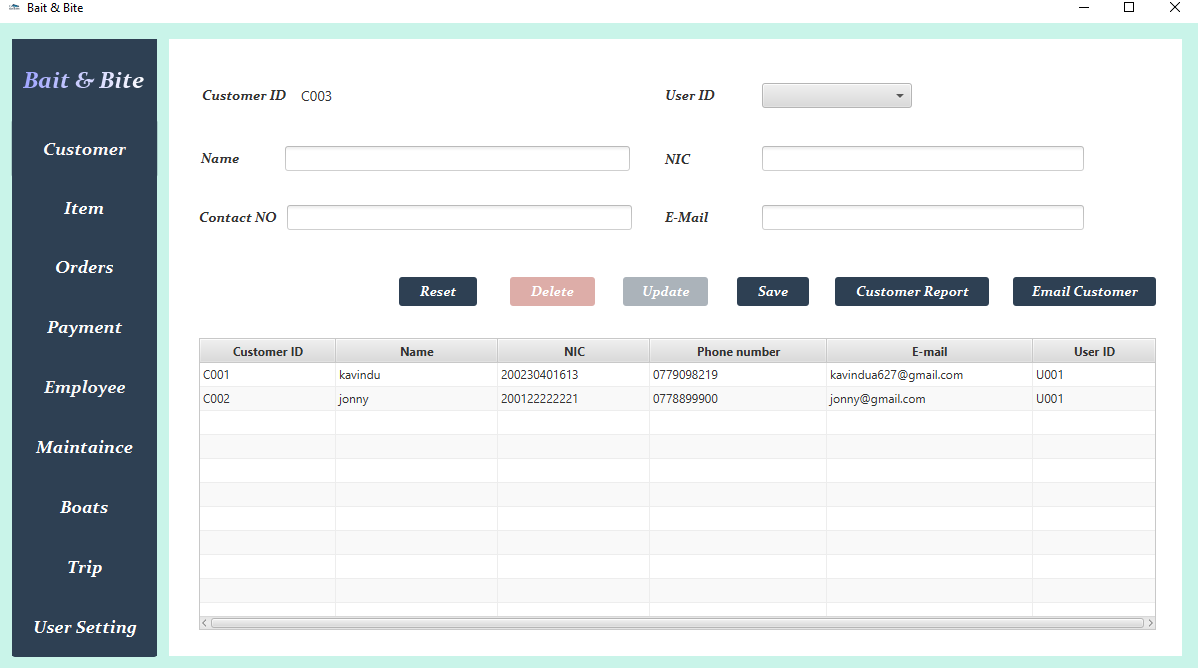 Bait & Bite
Bait & Bite
Customer
Item
Orders
Payment
Employee
Maintaince
Boats
Trip
User Setting
Customer ID C003 User ID
Name NIC
Contact NO E-Mail
Reset Delete Update Save Customer Report Email Customer
Customer ID Name NIC Phone number E-mail User ID
C001 kavindu 200230401613 0779098219 kavindua627@gmail.com U001
C002 jonny 200122222221 0778899900 jonny@gmail.com U001